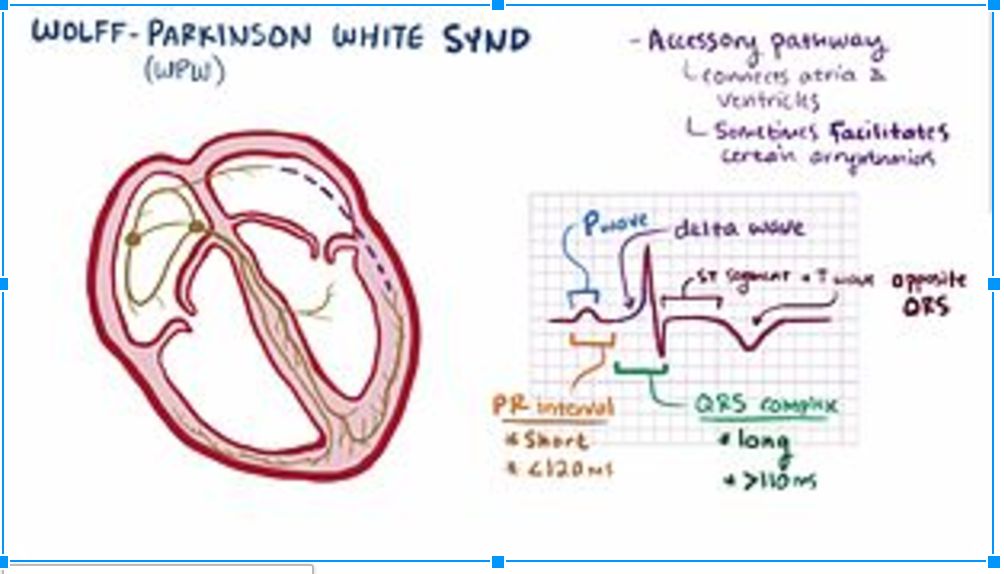 WOLFF-PARKINSON WHITE SYND
(WPW)
- Accessory pathway
connects atria &
ventricles
Sometimes facilitates
certain
P wave
delta wave
ST segment + T wave opposite
QRS
PR interval
* Short
* <120ms
QRS complex
* long
* >110ms